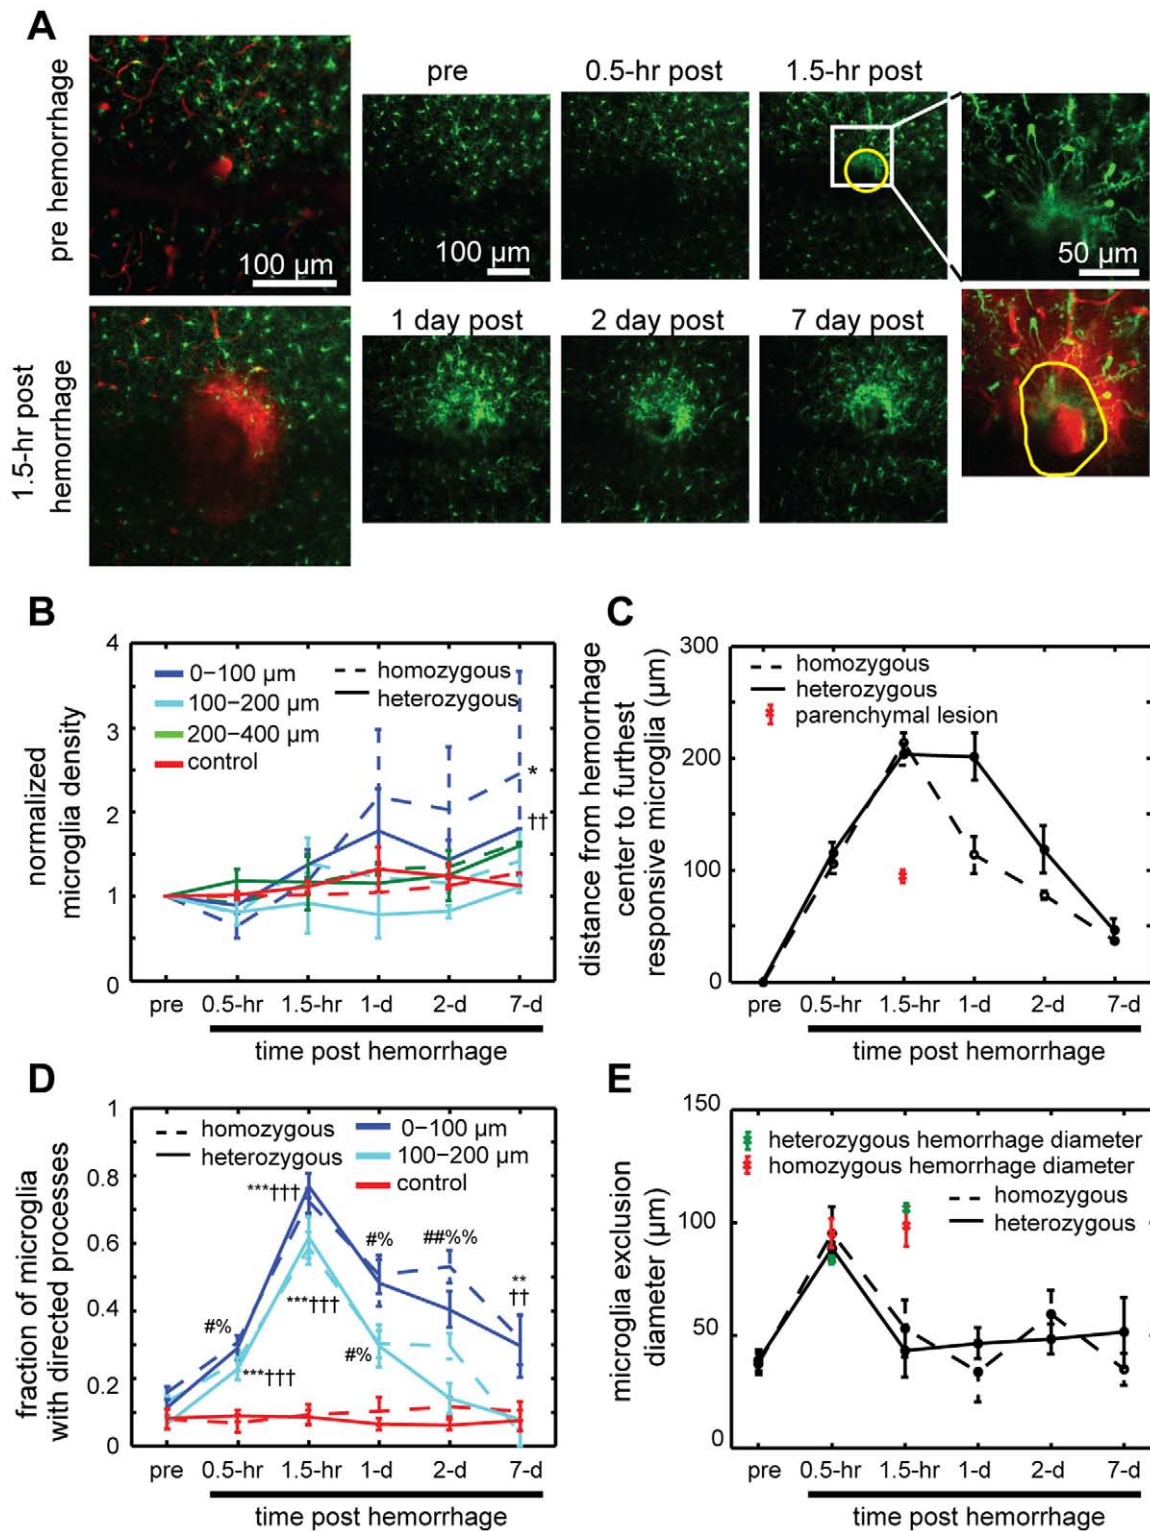 A
pre hemorrhage
pre
0.5-hr post
1.5-hr post
100 µm
100 µm
50 µm
1.5-hr post
hemorrhage
1 day post
2 day post
7 day post
B
normalized
microglia density
4
3
2
1
0
0−100 µm
100−200 µm
200−400 µm
control
homozygous
heterozygous
*
††
pre
0.5-hr
1.5-hr
1-d
2-d
7-d
time post hemorrhage
C
distance from hemorrhage
center to furthest
responsive microglia (µm)
300
200
100
0
homozygous
heterozygous
parenchymal lesion
pre
0.5-hr
1.5-hr
1-d
2-d
7-d
time post hemorrhage
D
fraction of microglia
with directed processes
1
0.8
0.6
0.4
0.2
0
homozygous
heterozygous
0−100 µm
100−200 µm
control
***†††
#%
##%%
**
††
#%
***†††
***†††
#%
pre
0.5-hr
1.5-hr
1-d
2-d
7-d
time post hemorrhage
E
microglia exclusion
diameter (µm)
150
100
50
0
heterozygous hemorrhage diameter
homozygous hemorrhage diameter
homozygous
heterozygous
pre
0.5-hr
1.5-hr
1-d
2-d
7-d
time post hemorrhage